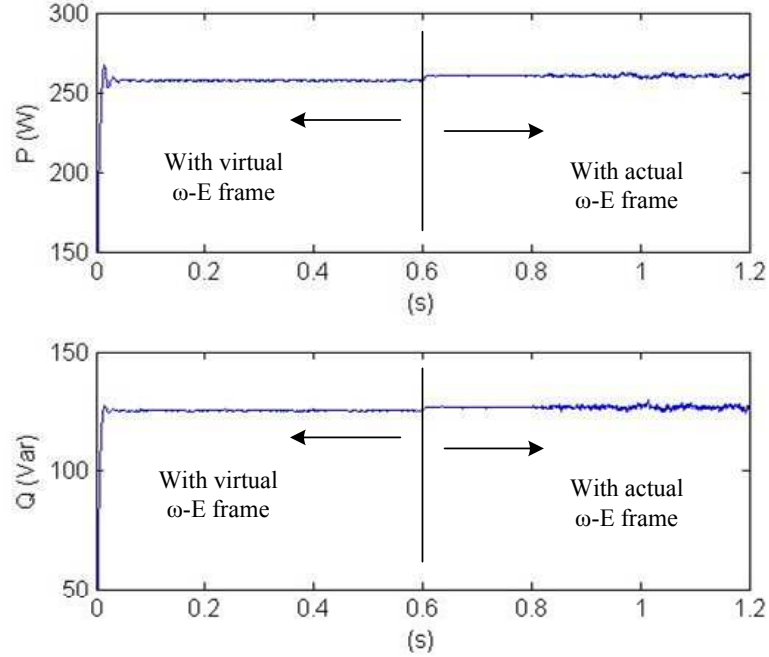 300
250
200
150
P (W)
With virtual
ω-E frame
With actual
ω-E frame
0
0.2
0.4
0.6
0.8
1
1.2
(s)
150
100
50
Q (Var)
With virtual
ω-E frame
With actual
ω-E frame
0
0.2
0.4
0.6
0.8
1
1.2
(s)